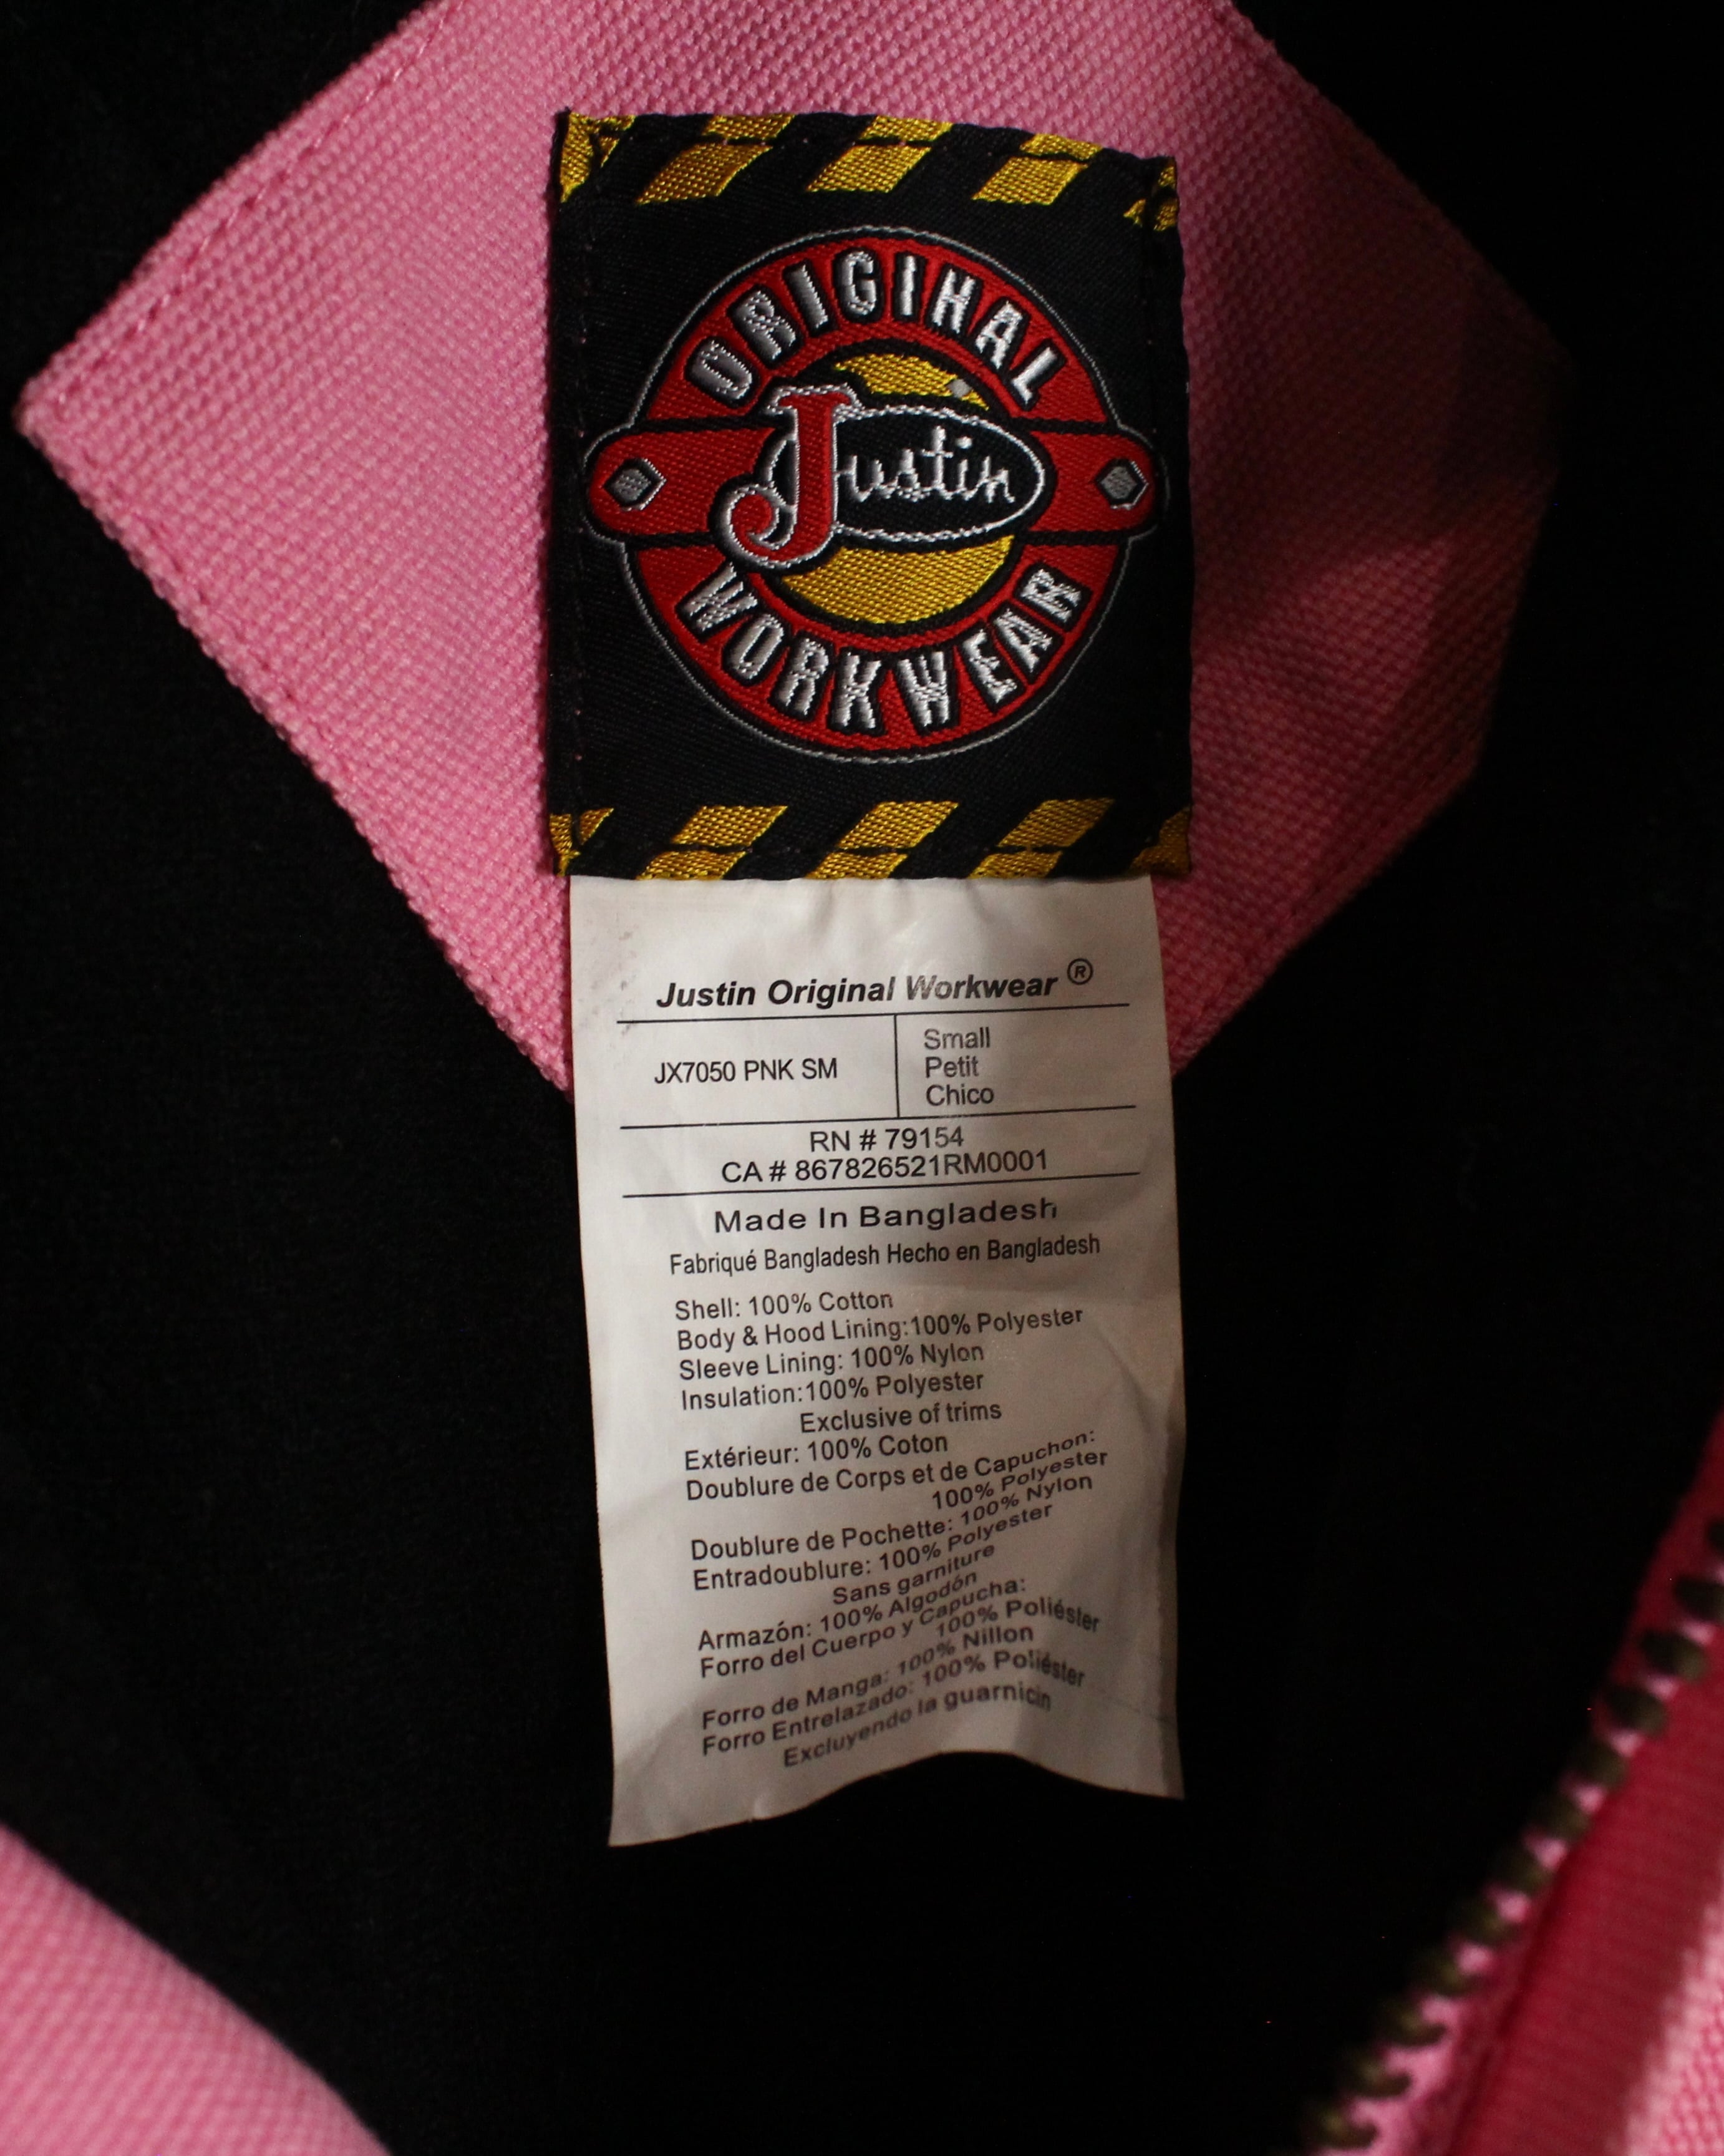 ORIGINAL
Justin
WORKWEAR
Justin Original Workwear ®
JX7050 PNK SM
Small
Petit
Chico
RN # 79154
CA # 867826521RM0001
Made In Bangladesh
Fabriqué Bangladesh Hecho en Bangladesh
Shell: 100% Cotton
Body & Hood Lining:100% Polyester
Sleeve Lining: 100% Nylon
Insulation:100% Polyester
Exclusive of trims
Extérieur: 100% Coton
Doublure de Corps et de Capuchon:
100% Polyester
Doublure de Pochette: 100% Nylon
Entradoublure: 100% Polyester
Sans garniture
Armazón: 100% Algodón
Forro del Cuerpo y Capucha:
100% Poliéster
Forro de Manga: 100% Nillon
Forro Entrelazado: 100% Poliéster
Excluyendo la guarnicin